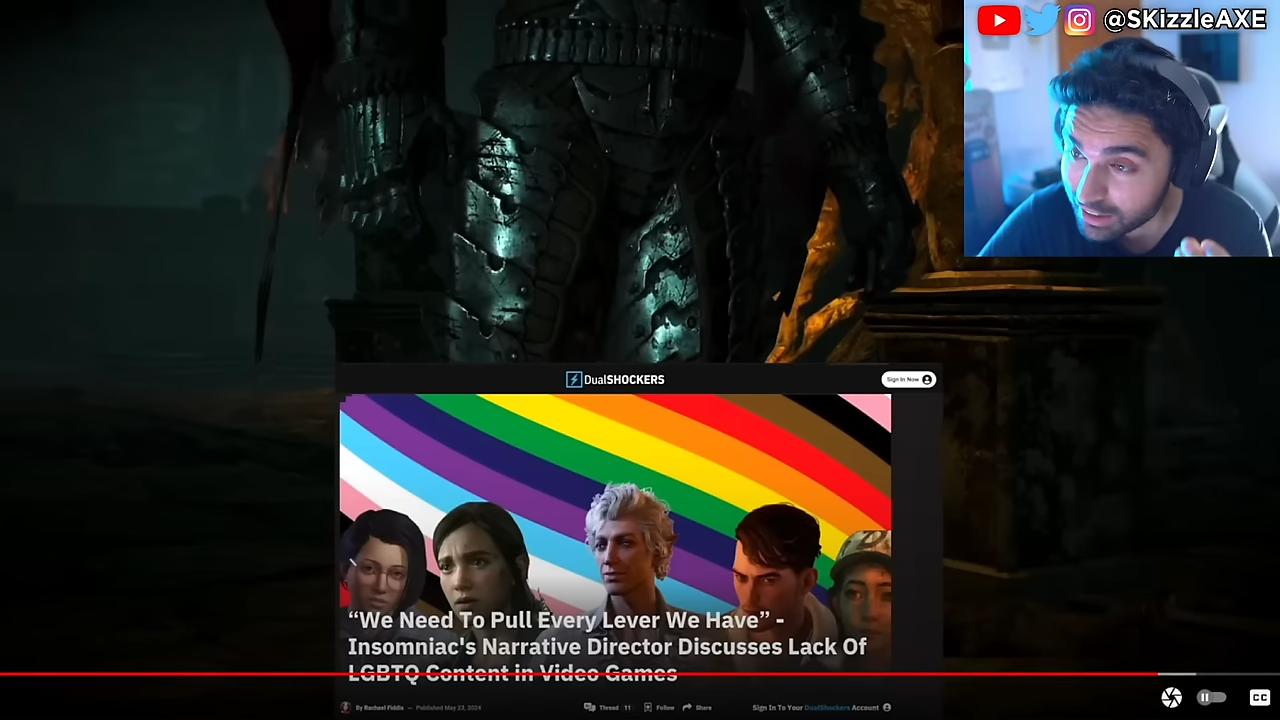 @SKizzleAXE
DualSHOCKERS
Sign In Now
“We Need To Pull Every Lever We Have” -
Insomniac's Narrative Director Discusses Lack Of
LGBTQ Content in Video Games
By Rachael Fiddis — Published May 23, 2024
Thread 11 Follow Share
Sign In To Your DualShockers Account
CC